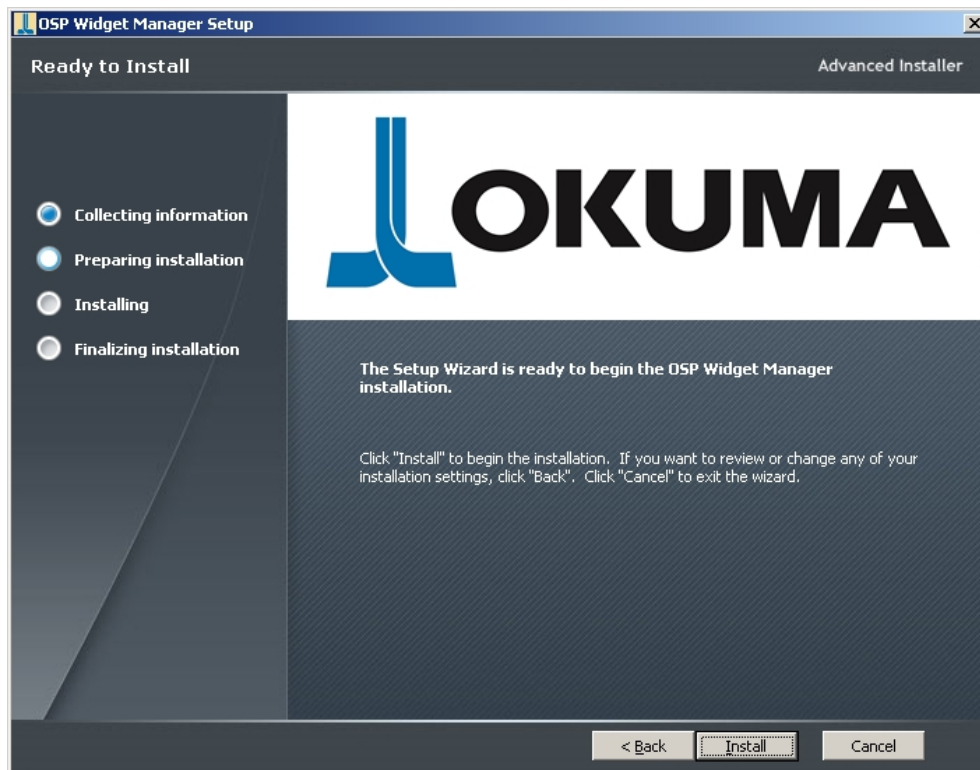 OSP Widget Manager Setup
Ready to Install
Advanced Installer
OKUMA
Collecting information
Preparing installation
Installing
Finalizing installation
The Setup Wizard is ready to begin the OSP Widget Manager
installation.
Click "Install" to begin the installation. If you want to review or change any of your
installation settings, click "Back". Click "Cancel" to exit the wizard.
< Back
Install
Cancel